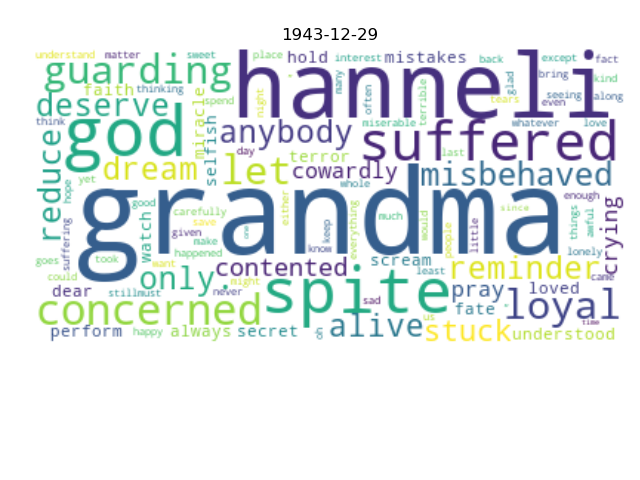 1943-12-29
understand matter sweet place hold interest mistakes back except fact
guarding hanneli
faith thinking many often terrible glad bring kind
deserve spend night tears seeing even along
think god miracle selfish anybody miserable suffered whatever love
reduce day terror last
hope yet dream let cowardly misbehaved
whole enough
grandma
suffering good carefully save given make happened want watch either one know keep everything much would people little since things awful lonely crying
goes took contented scream reminder came
could only. never might least
dear stillmust spite sad pray loved
concerned alive fate loyal
us time
perform happy always secret oh stuck understood